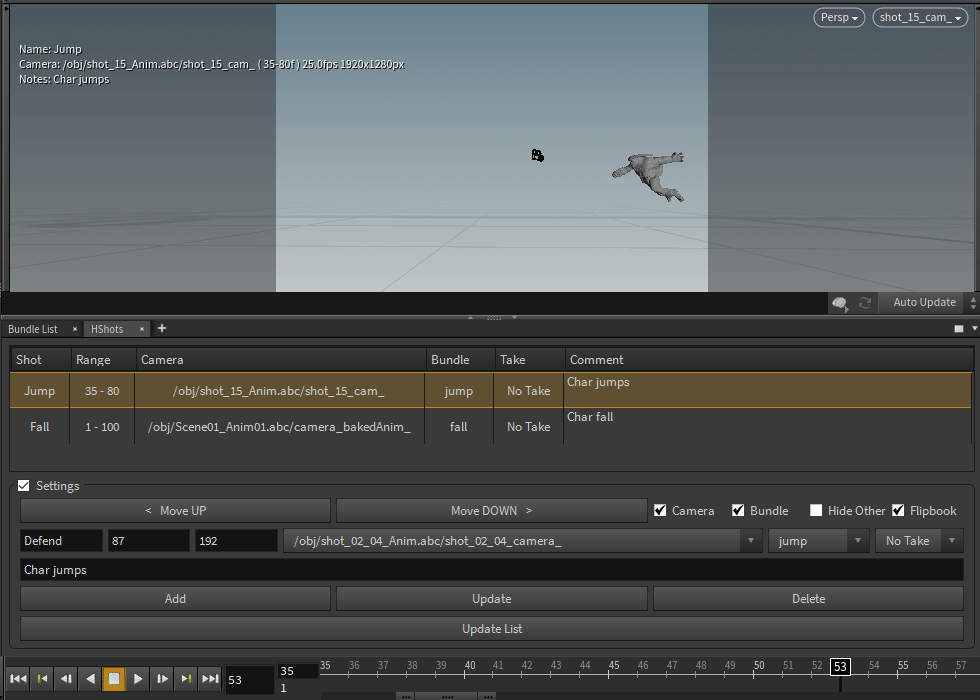 Persp shot_15_cam_
Name: Jump
Camera: /obj/shot_15_Anim.abc/shot_15_cam_ ( 35-80f ) 25.0fps 1920x1280px
Notes: Char jumps
Auto Update
Bundle List × HShots × +
Shot Range Camera Bundle Take Comment
Jump 35 - 80 /obj/shot_15_Anim.abc/shot_15_cam_ jump No Take Char jumps
Fall 1 - 100 /obj/Scene01_Anim01.abc/camera_bakedAnim_ fall No Take Char fall
Settings
< Move UP Move DOWN > Camera Bundle Hide Other Flipbook
Defend 87 192 /obj/shot_02_04_Anim.abc/shot_02_04_camera_ jump No Take
Char jumps
Add Update Delete
Update List
53 35 35 36 37 38 39 40 41 42 43 44 45 46 47 48 49 50 51 52 53 54 55 56 57
1